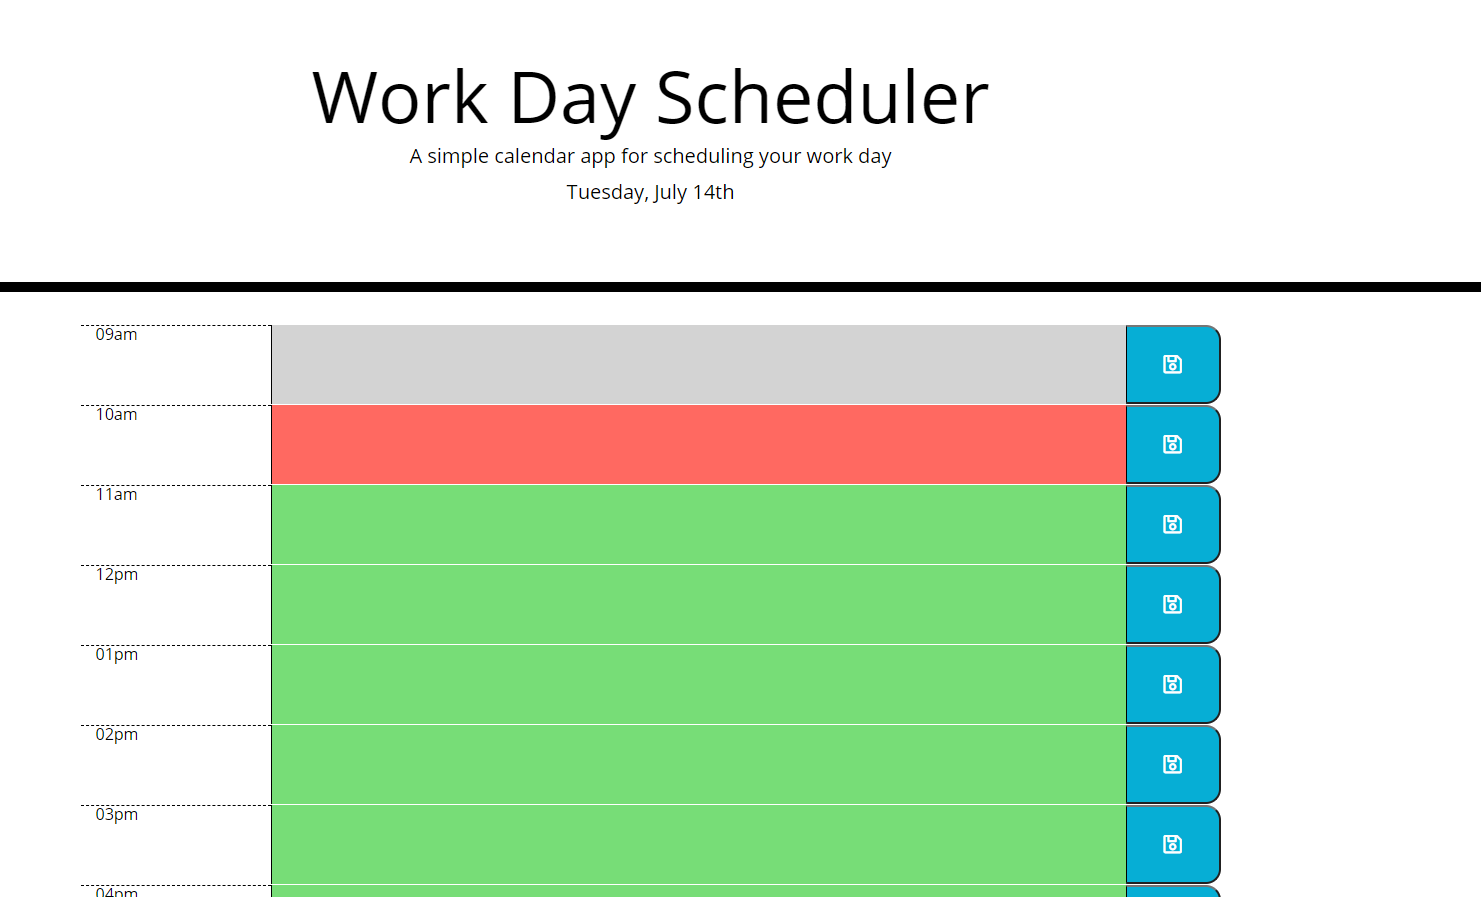 Work Day Scheduler
A simple calendar app for scheduling your work day
Tuesday, July 14th
09am
10am
11am
12pm
01pm
02pm
03pm
04pm